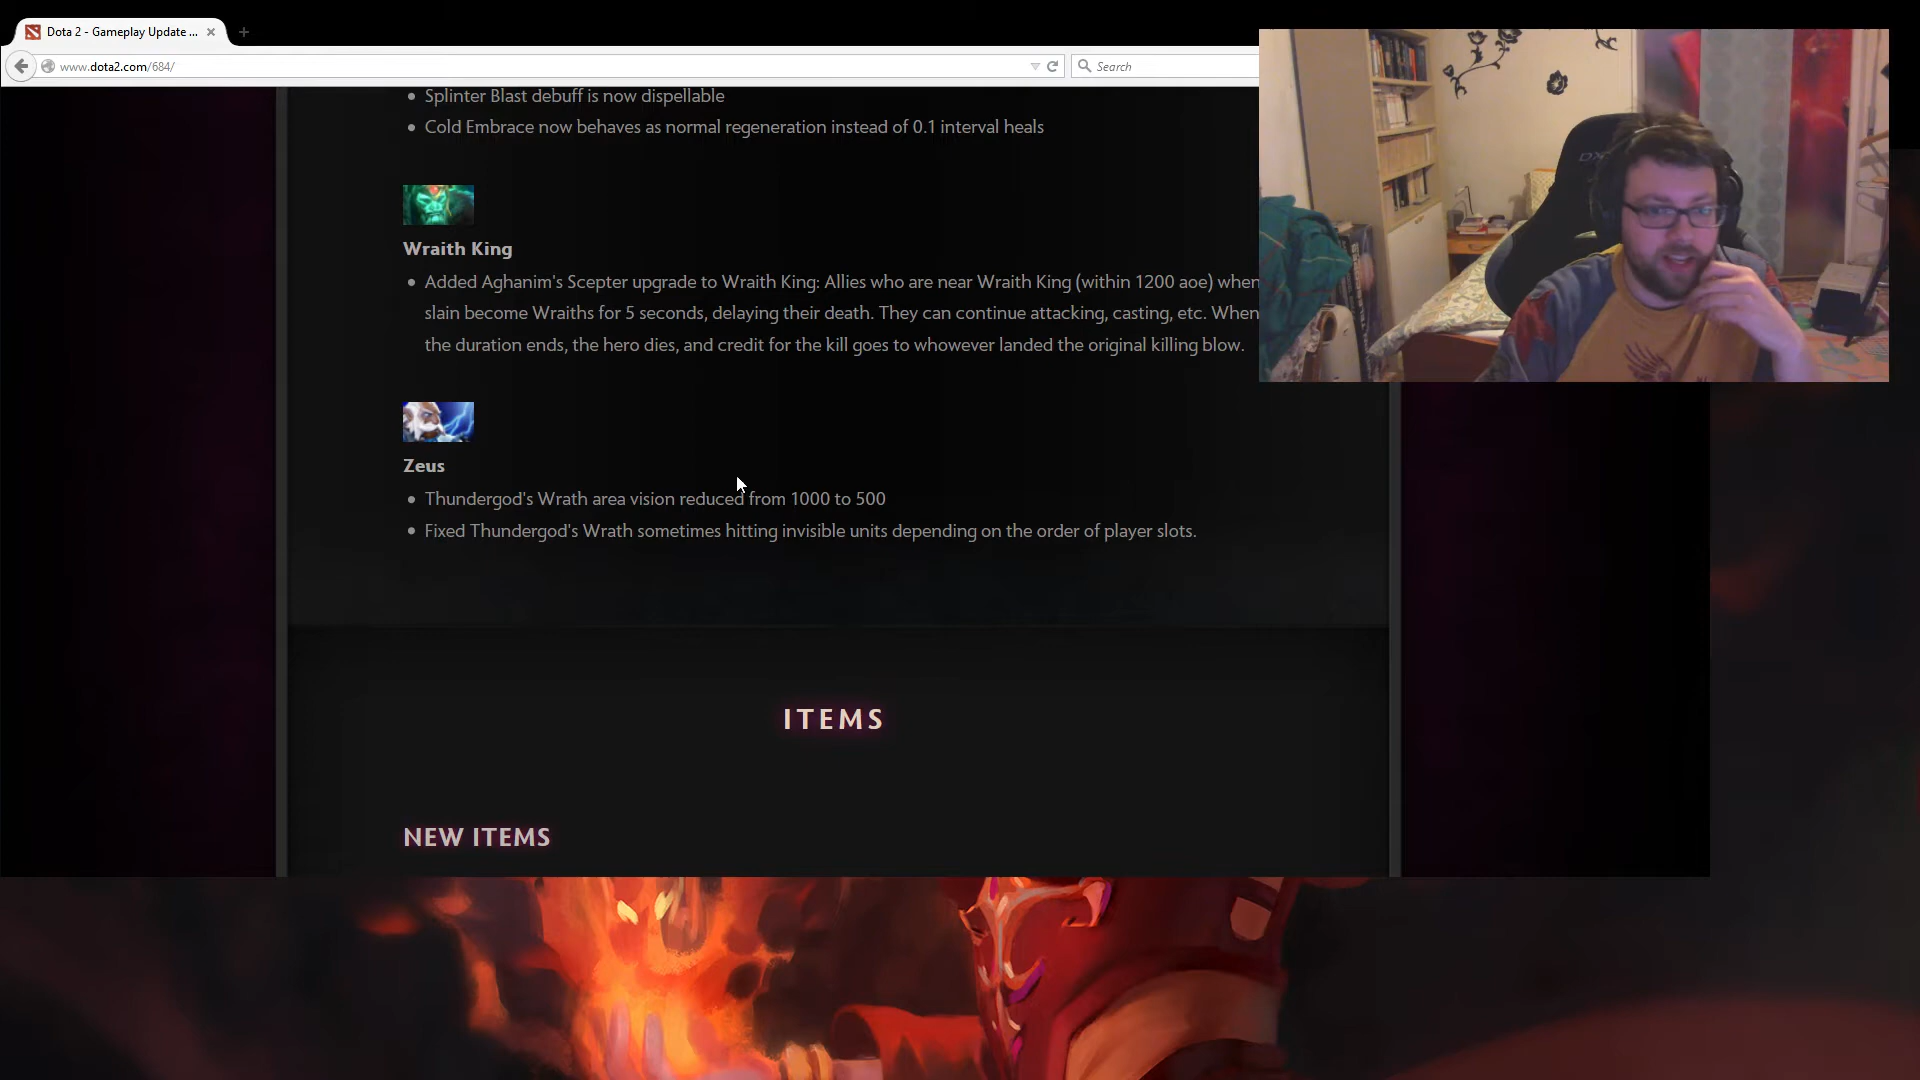 Dota 2 - Gameplay Update ...
www.dota2.com/684/
Search
Splinter Blast debuff is now dispellable
Cold Embrace now behaves as normal regeneration instead of 0.1 interval heals
Wraith King
Added Aghanim's Scepter upgrade to Wraith King: Allies who are near Wraith King (within 1200 aoe) when
slain become Wraiths for 5 seconds, delaying their death. They can continue attacking, casting, etc. When
the duration ends, the hero dies, and credit for the kill goes to whowever landed the original killing blow.
Zeus
Thundergod's Wrath area vision reduced from 1000 to 500
Fixed Thundergod's Wrath sometimes hitting invisible units depending on the order of player slots.
ITEMS
NEW ITEMS